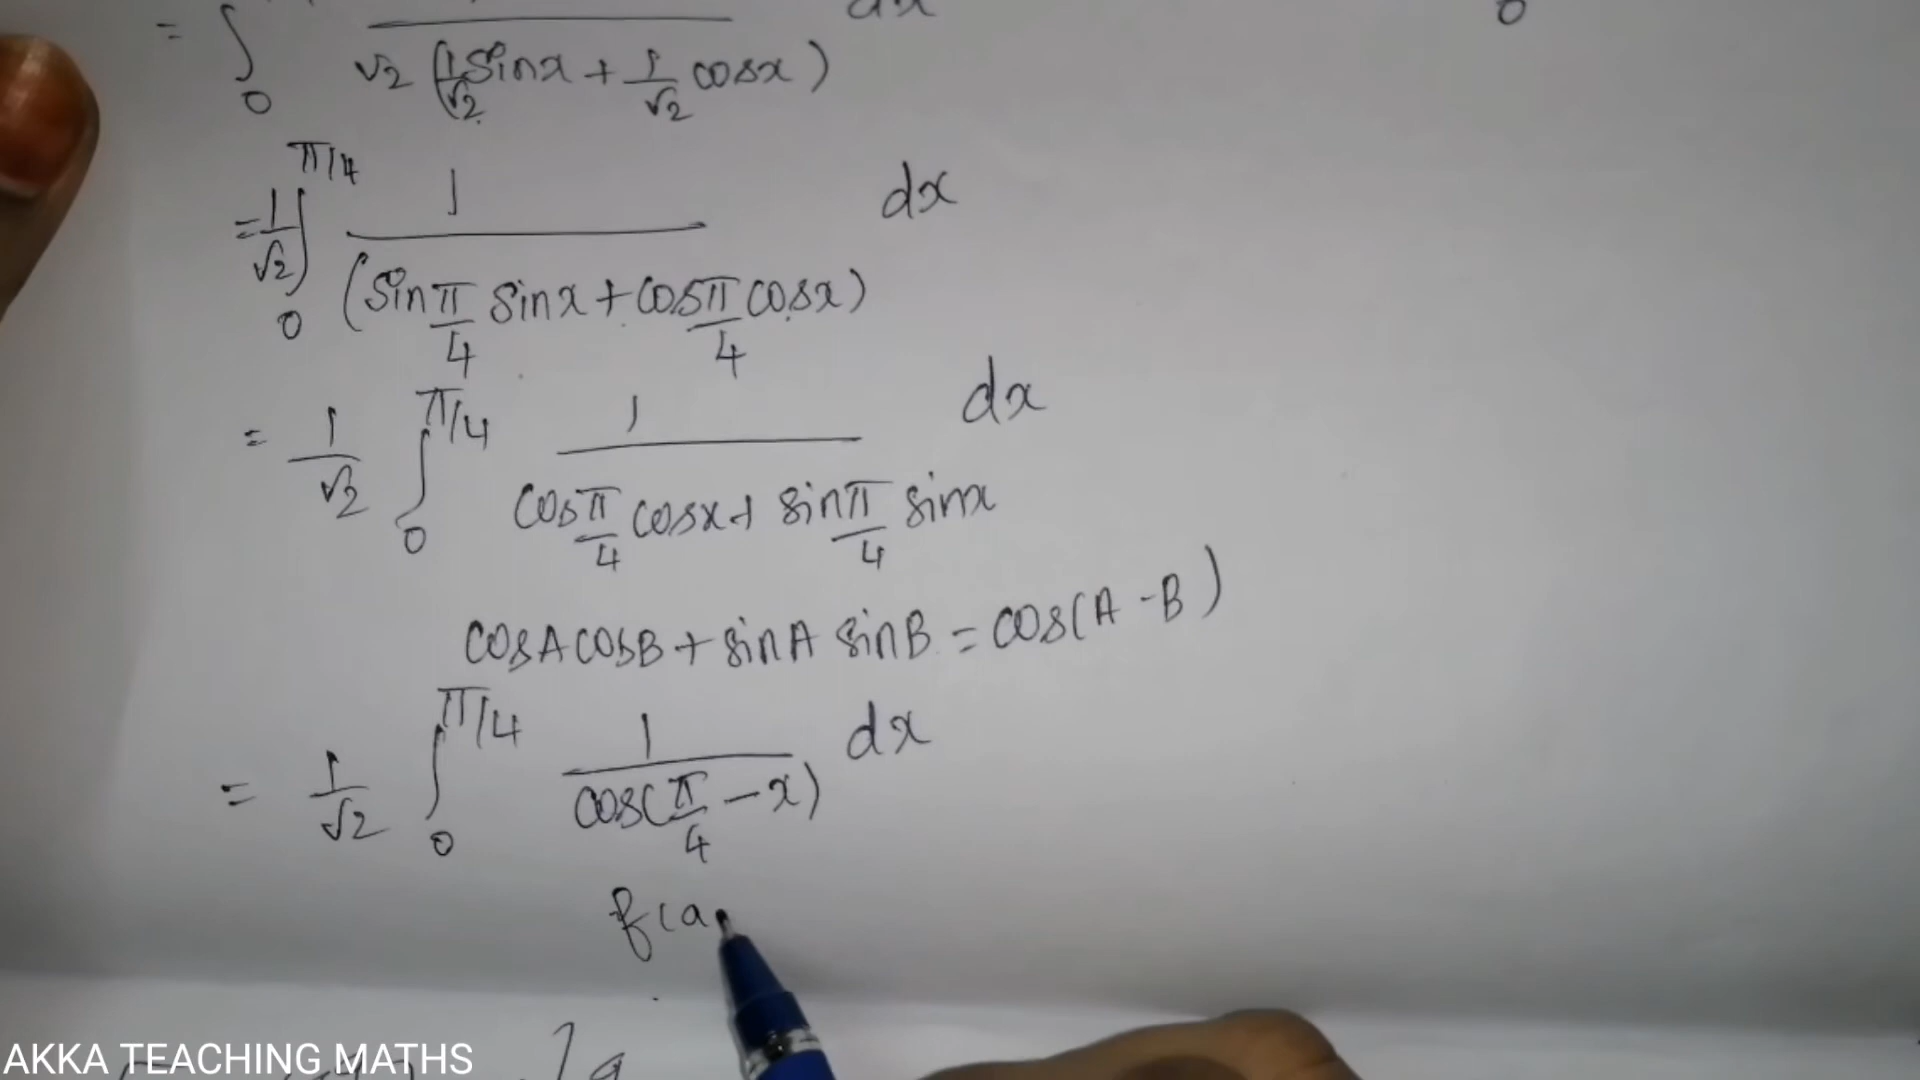 = ∫₀ √2 (1/√2 sinx + 1/√2 cosx) dx
0
= 1/√2 ∫₀^π/4 1/(sin π/4 sinx + cos π/4 cosx) dx
= 1/√2 ∫₀^π/4 1/(cos π/4 cosx + sin π/4 sinx) dx
cosA cosB + sinA sinB = cos(A - B)
= 1/√2 ∫₀^π/4 1/cos(π/4 - x) dx
f(a
AKKA TEACHING MATHS